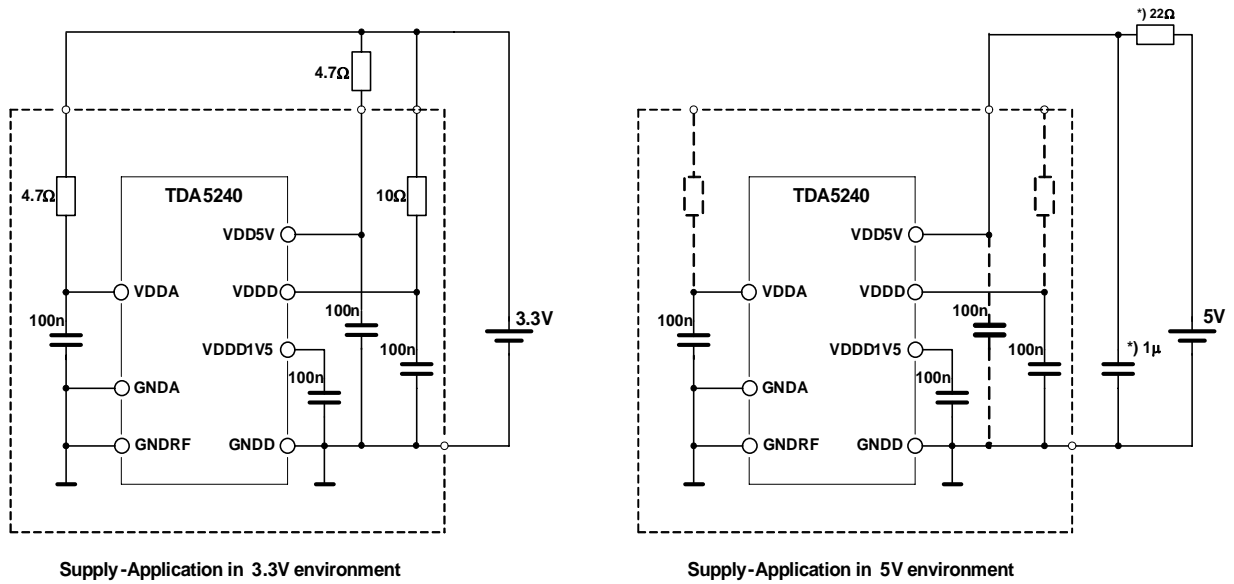 4.7Ω
4.7Ω
10Ω
TDA5240
VDD5V
VDDA
VDDD
100n
100n
VDDD1V5
100n
100n
GNDA
GNDRF
GNDD
3.3V
Supply-Application in 3.3V environment
*) 22Ω
TDA5240
VDD5V
VDDA
VDDD
100n
100n
VDDD1V5
100n
100n
GNDA
GNDRF
GNDD
5V
*) 1µ
Supply-Application in 5V environment